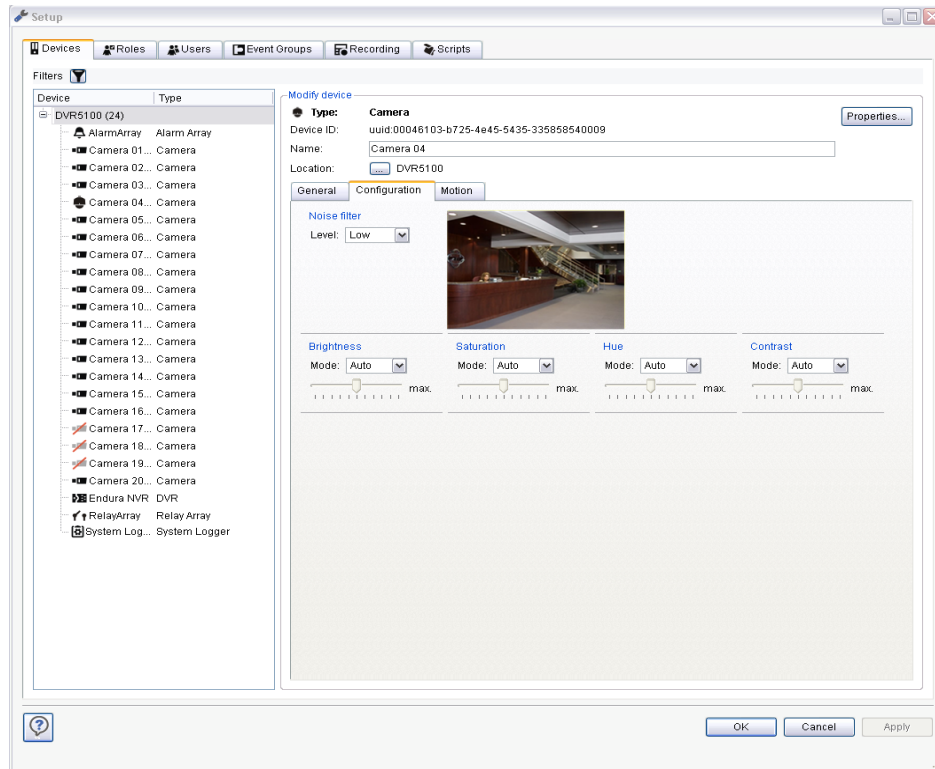 Setup
Devices Roles Users Event Groups Recording Scripts
Filters
Device Type
DVR5100 (24)
AlarmArray Alarm Array
Camera 01... Camera
Camera 02... Camera
Camera 03... Camera
Camera 04... Camera
Camera 05... Camera
Camera 06... Camera
Camera 07... Camera
Camera 08... Camera
Camera 09... Camera
Camera 10... Camera
Camera 11... Camera
Camera 12... Camera
Camera 13... Camera
Camera 14... Camera
Camera 15... Camera
Camera 16... Camera
Camera 17... Camera
Camera 18... Camera
Camera 19... Camera
Camera 20... Camera
Endura NVR DVR
RelayArray Relay Array
System Log... System Logger
Modify device
Type: Camera
Properties...
Device ID: uuid:00046103-b725-4e45-5435-335858540009
Name: Camera 04
Location: ... DVR5100
General Configuration Motion
Noise filter
Level: Low
Brightness Saturation Hue Contrast
Mode: Auto Mode: Auto Mode: Auto Mode: Auto
max. max. max. max.
? OK Cancel Apply